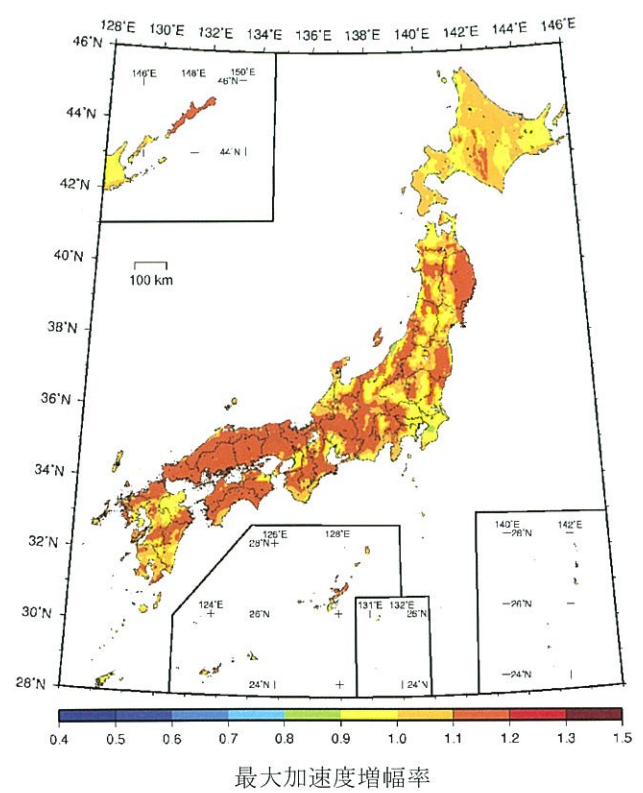 128°E 130°E 132°E 134°E 136°E 138°E 140°E 142°E 144°E 146°E
46°N
146°E 148°E 150°E
46°N
44°N
44°N
42°N
40°N
100 km
38°N
36°N
34°N
32°N
126°E 128°E
28°N
140°E 142°E
28°N
124°E
26°N
131°E 132°E
26°N
26°N
30°N
24°N
24°N
24°N
28°N
0.4 0.5 0.6 0.7 0.8 0.9 1.0 1.1 1.2 1.3 1.5
最大加速度増幅率